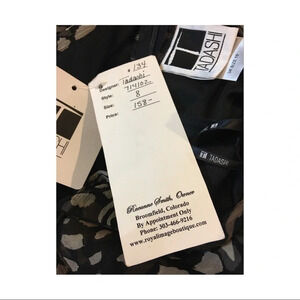 134
Designer: Tadashi
Style: 714102
Size: 8
Price: 158-
Roxanne Smith, Owner
Broomfield, Colorado
By Appointment Only
Phone: 303-466-9216
www.royalimageboutique.com
TADASHI
TADASHI
TADASHI